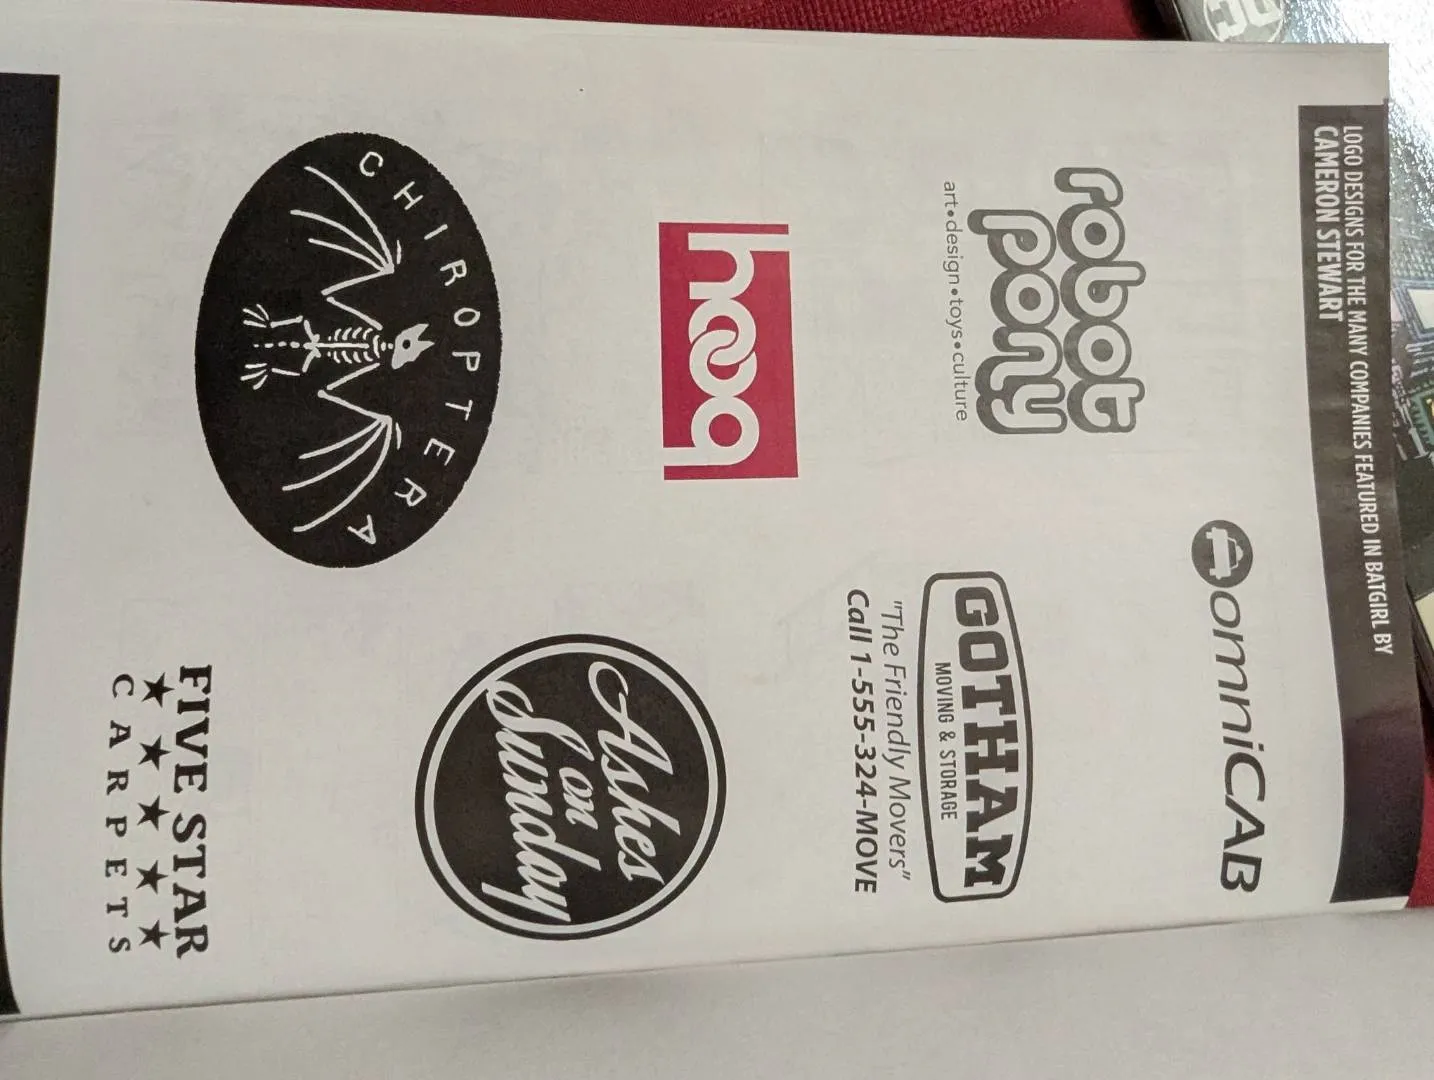 LOGO DESIGNS FOR THE MANY COMPANIES FEATURED IN BATGIRL BY
CAMERON STEWART
robot
pony
art•design•toys•culture
omniCAB
GOTHAM
MOVING & STORAGE
"The Friendly Movers"
Call 1-555-324-MOVE
hooq
Ashes
on
Sunday
CHIROPTERA
FIVE STAR
CARPETS